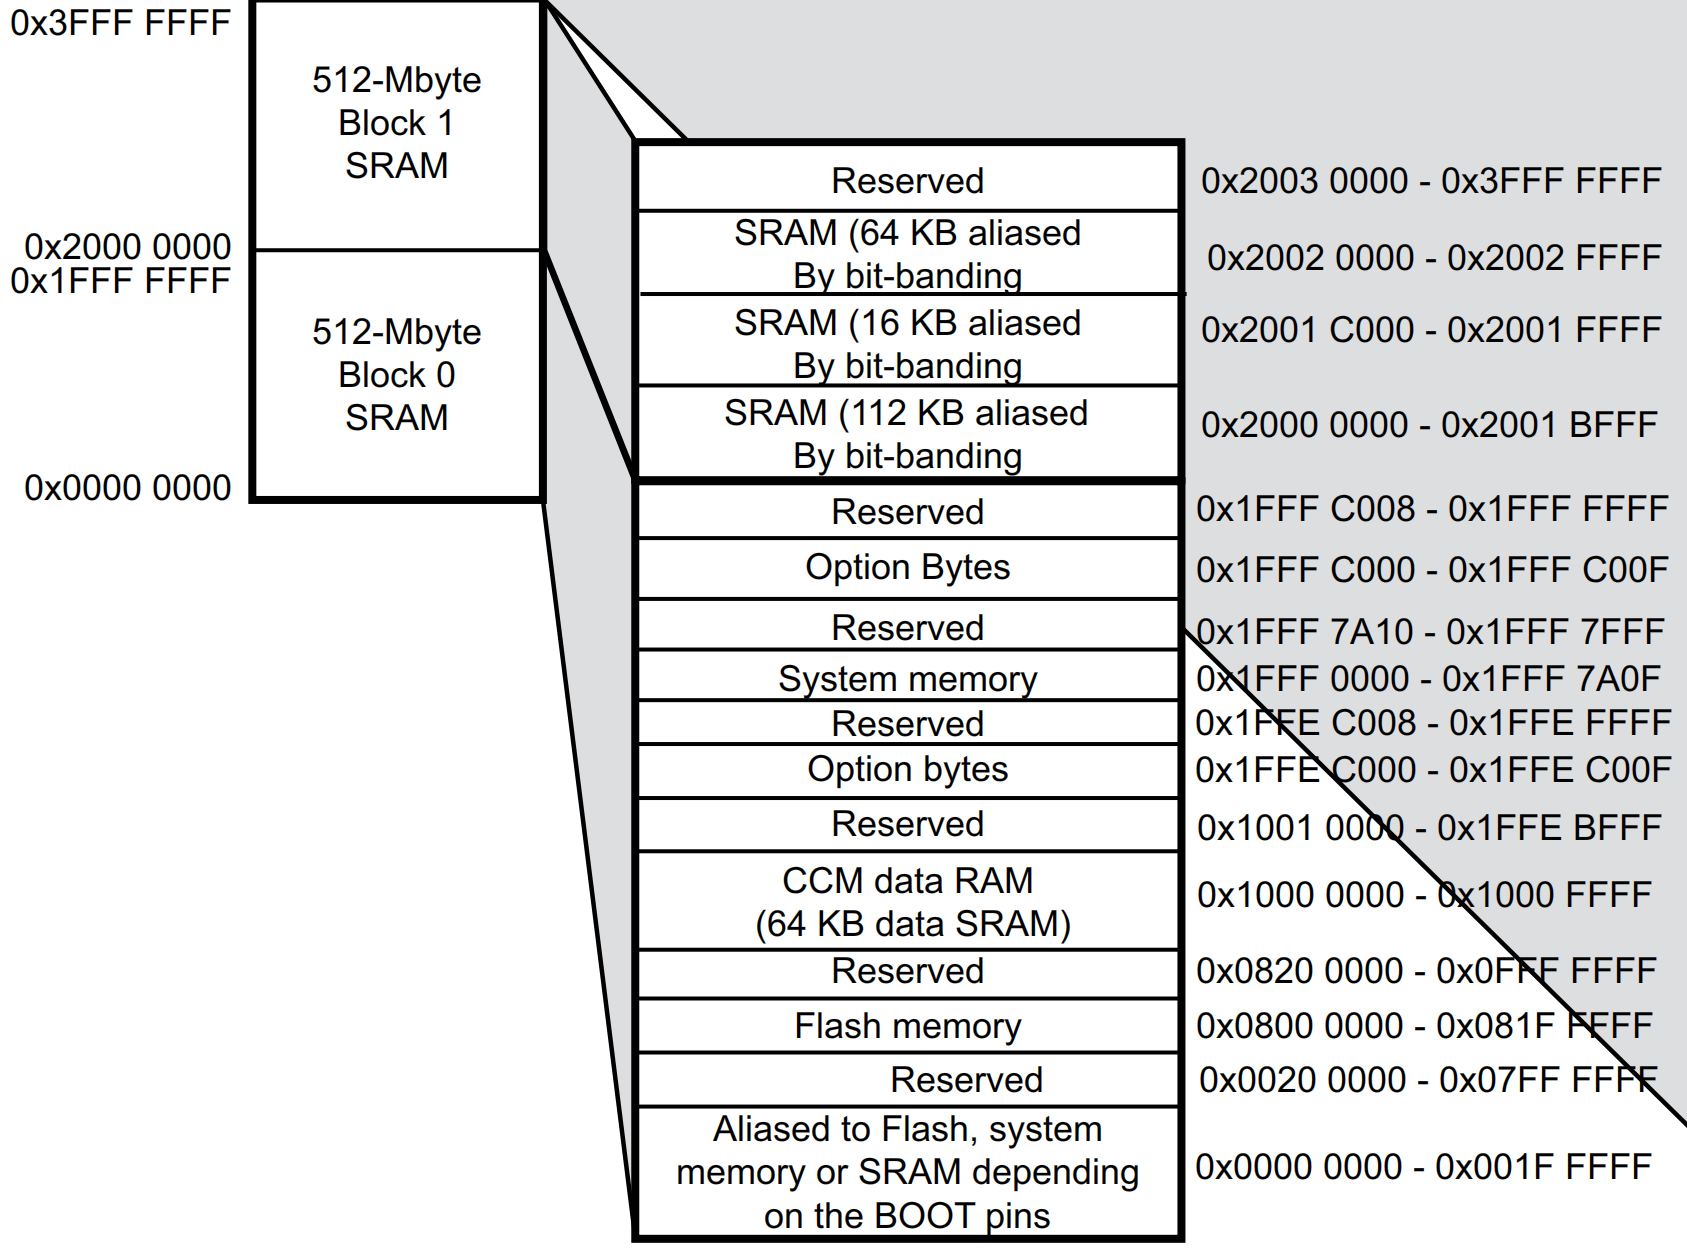 0x3FFF FFFF
512-Mbyte
Block 1
SRAM
0x2000 0000
0x1FFF FFFF
512-Mbyte
Block 0
SRAM
0x0000 0000
Reserved
0x2003 0000 - 0x3FFF FFFF
SRAM (64 KB aliased
By bit-banding
0x2002 0000 - 0x2002 FFFF
SRAM (16 KB aliased
By bit-banding
0x2001 C000 - 0x2001 FFFF
SRAM (112 KB aliased
By bit-banding
0x2000 0000 - 0x2001 BFFF
Reserved
0x1FFF C008 - 0x1FFF FFFF
Option Bytes
0x1FFF C000 - 0x1FFF C00F
Reserved
0x1FFF 7A10 - 0x1FFF 7FFF
System memory
0x1FFF 0000 - 0x1FFF 7A0F
Reserved
0x1FFE C008 - 0x1FFE FFFF
Option bytes
0x1FFE C000 - 0x1FFE C00F
Reserved
0x1001 0000 - 0x1FFE BFFF
CCM data RAM
(64 KB data SRAM)
0x1000 0000 - 0x1000 FFFF
Reserved
0x0820 0000 - 0x0FFF FFFF
Flash memory
0x0800 0000 - 0x081F FFFF
Reserved
0x0020 0000 - 0x07FF FFFF
Aliased to Flash, system
memory or SRAM depending
on the BOOT pins
0x0000 0000 - 0x001F FFFF